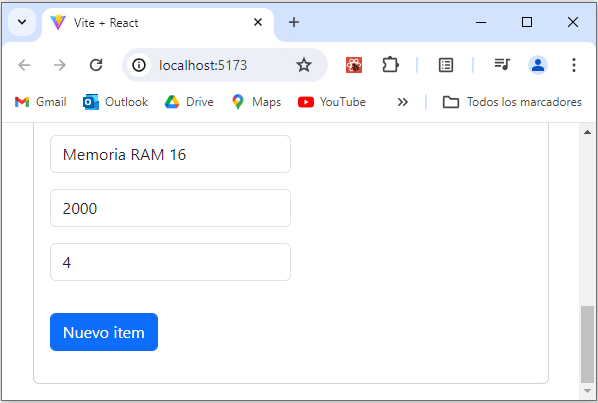 Vite + React
localhost:5173
Gmail Outlook Drive Maps YouTube Todos los marcadores
Memoria RAM 16
2000
4
Nuevo item